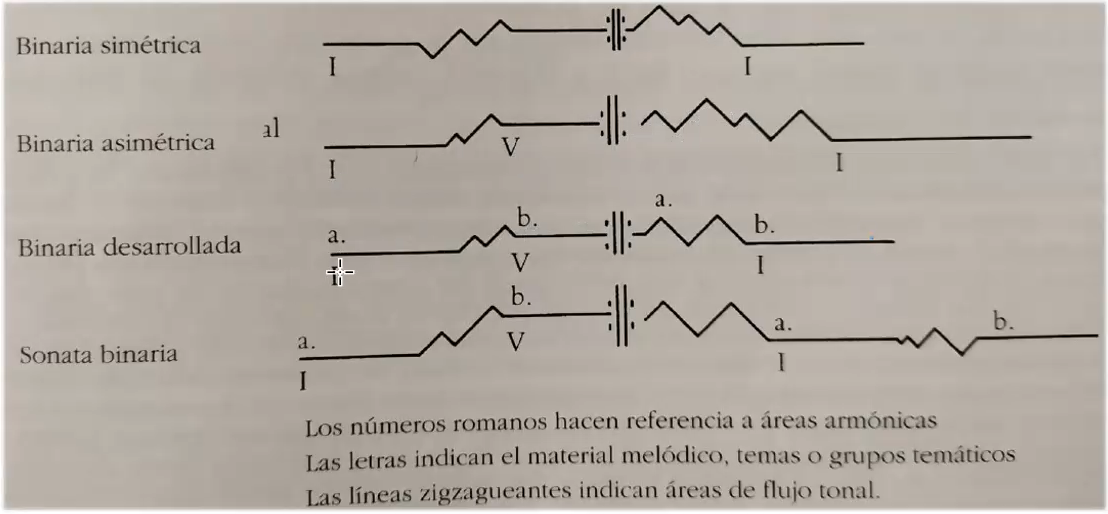 Binaria simétrica
I I
Binaria asimétrica al
V
I I
a.
b. b.
Binaria desarrollada a.
V I
I
b.
Sonata binaria a. V a. b.
I I
Los números romanos hacen referencia a áreas armónicas
Las letras indican el material melódico, temas o grupos temáticos
Las líneas zigzagueantes indican áreas de flujo tonal.